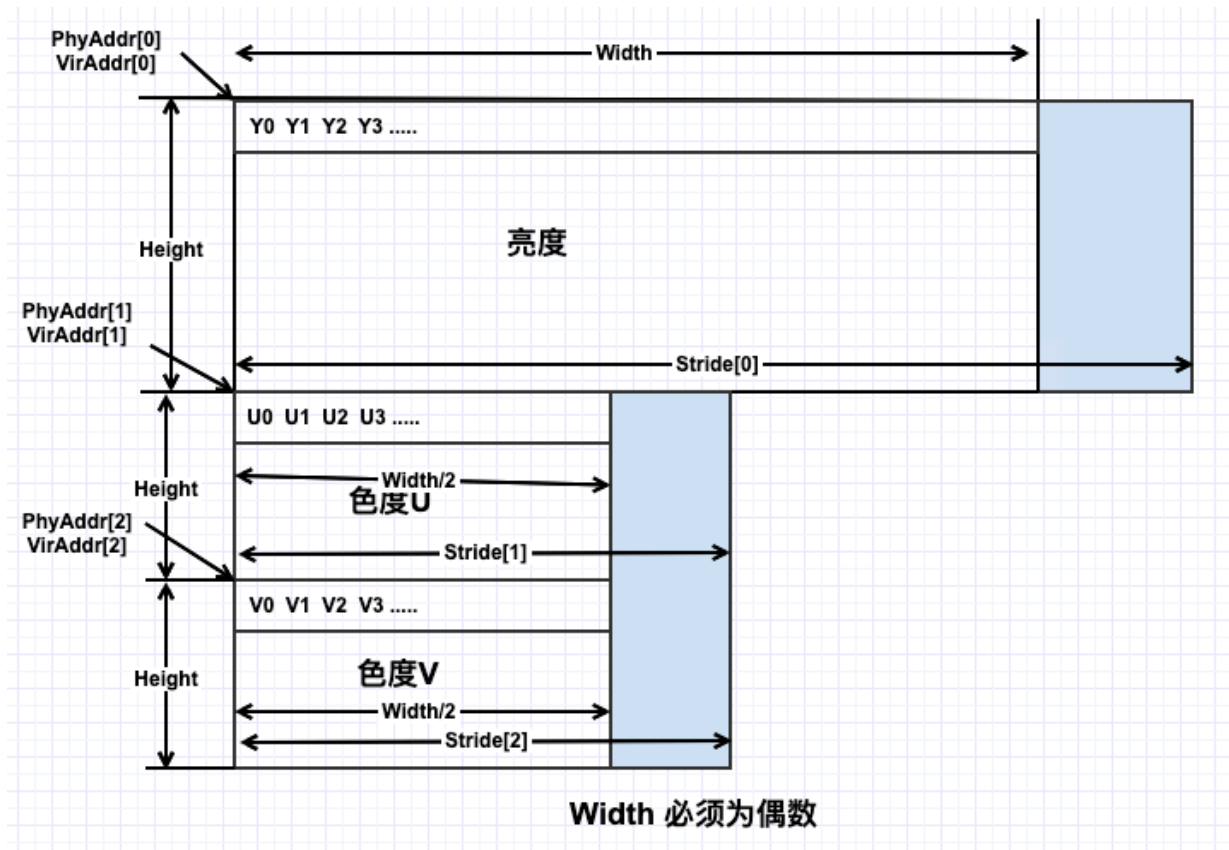 PhyAddr[0]
VirAddr[0]
Width
Y0 Y1 Y2 Y3 .....
亮度
Height
PhyAddr[1]
VirAddr[1]
Stride[0]
U0 U1 U2 U3 .....
Width/2
Height
色度U
PhyAddr[2]
VirAddr[2]
Stride[1]
V0 V1 V2 V3 .....
Height
色度V
Width/2
Stride[2]
Width 必须为偶数